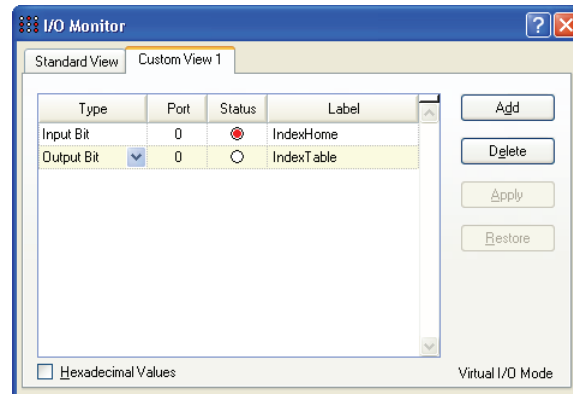 I/O Monitor
Standard View Custom View 1
Type Port Status Label
Input Bit 0 IndexHome
Output Bit 0 IndexTable
Add
Delete
Apply
Restore
Hexadecimal Values
Virtual I/O Mode